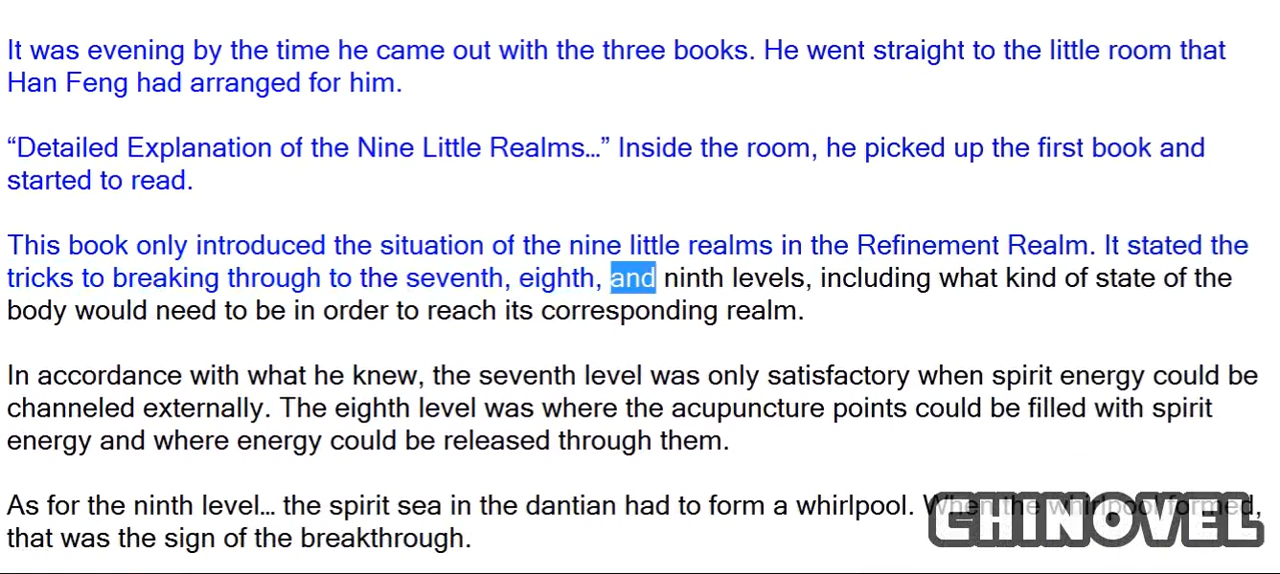 It was evening by the time he came out with the three books. He went straight to the little room that
Han Feng had arranged for him.
“Detailed Explanation of the Nine Little Realms…” Inside the room, he picked up the first book and
started to read.
This book only introduced the situation of the nine little realms in the Refinement Realm. It stated the
tricks to breaking through to the seventh, eighth, and ninth levels, including what kind of state of the
body would need to be in order to reach its corresponding realm.
In accordance with what he knew, the seventh level was only satisfactory when spirit energy could be
channeled externally. The eighth level was where the acupuncture points could be filled with spirit
energy and where energy could be released through them.
As for the ninth level… the spirit sea in the dantian had to form a whirlpool. When the whirlpool formed,
that was the sign of the breakthrough.
CHINOVEL